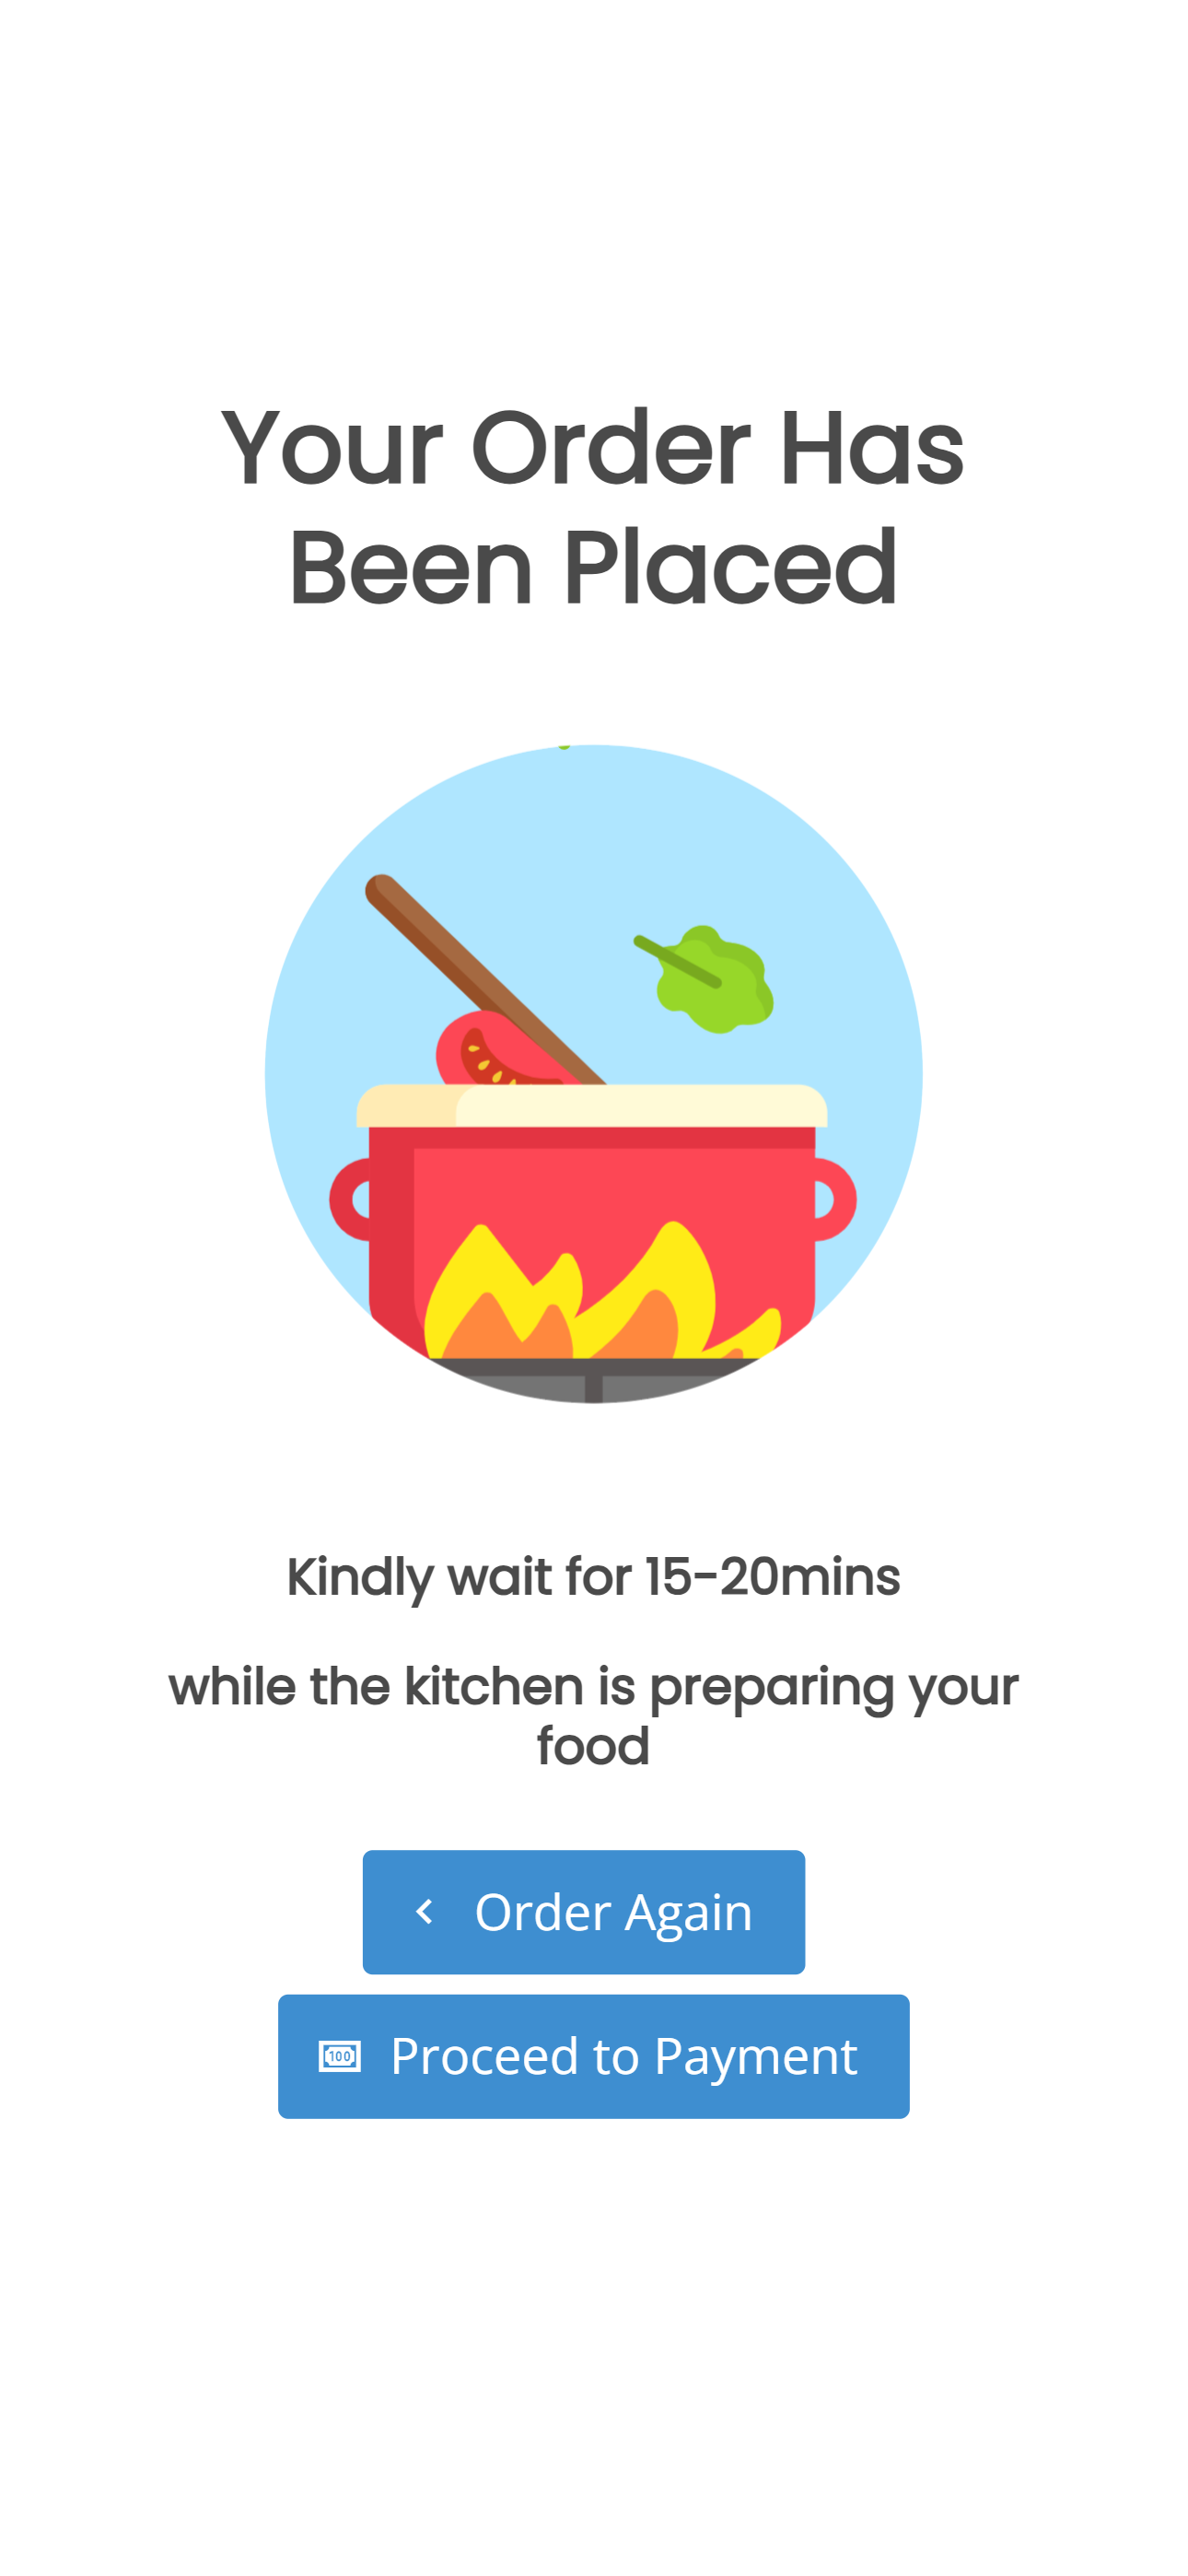 Your Order Has
Been Placed
Kindly wait for 15-20mins
while the kitchen is preparing your
food
Order Again
100
Proceed to Payment